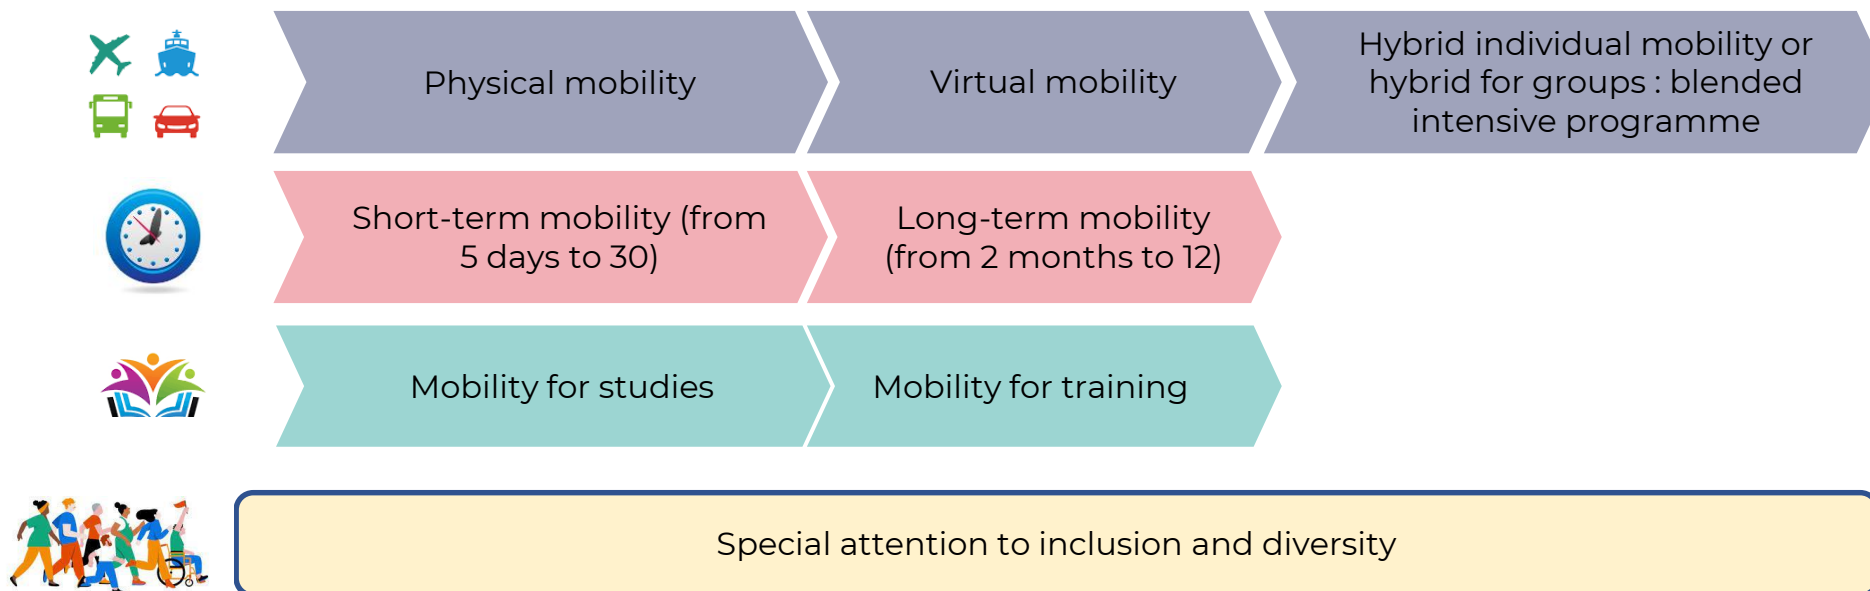 Physical mobility
Virtual mobility
Hybrid individual mobility or
hybrid for groups : blended
intensive programme
Short-term mobility (from
5 days to 30)
Long-term mobility
(from 2 months to 12)
Mobility for studies
Mobility for training
Special attention to inclusion and diversity